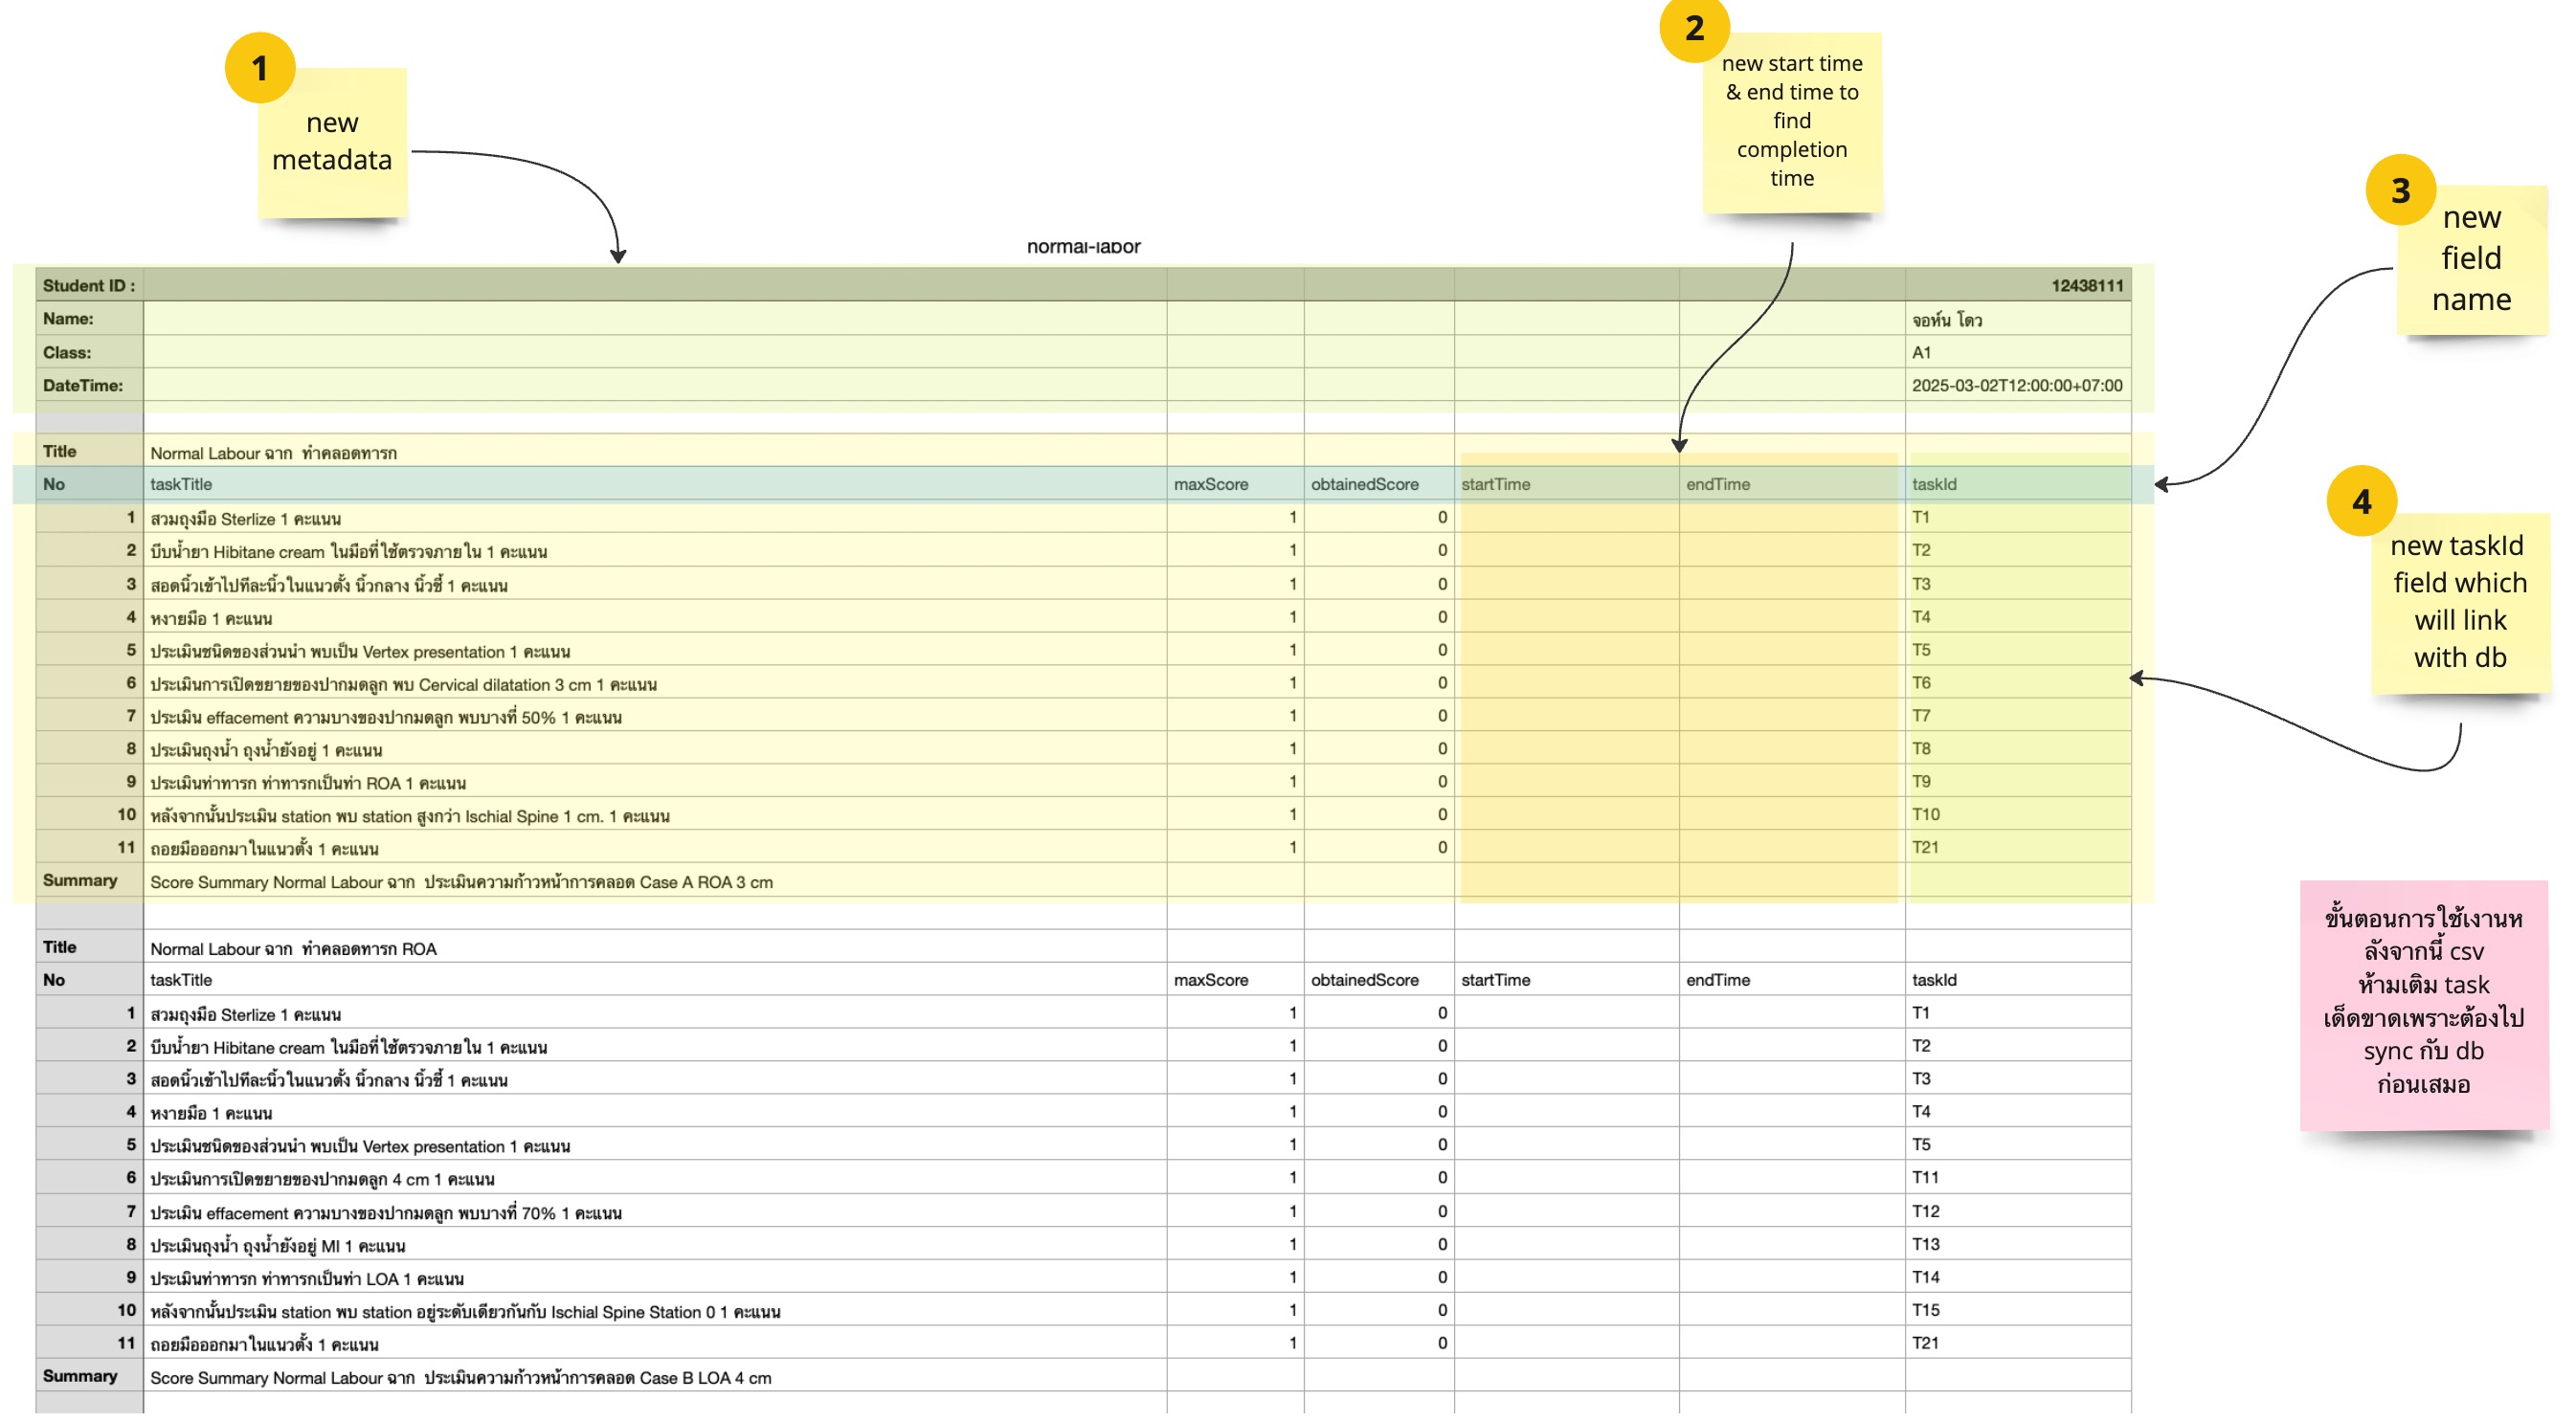 1
new
metadata
2
new start time
& end time to
find
completion
time
3
new
field
name
4
new taskId
field which
will link
with db
normal-labor
Student ID : 12438111
Name: จอห์น โดว
Class: A1
DateTime: 2025-03-02T12:00:00+07:00
Title Normal Labour ฉาก ทำคลอดทารก
No taskTitle maxScore obtainedScore startTime endTime taskId
1 สวมถุงมือ Sterlize 1 คะแนน 1 0 T1
2 บีบน้ำยา Hibitane cream ในมือที่ใช้ตรวจภายใน 1 คะแนน 1 0 T2
3 สอดนิ้วเข้าไปทีละนิ้วในแนวตั้ง นิ้วกลาง นิ้วชี้ 1 คะแนน 1 0 T3
4 หงายมือ 1 คะแนน 1 0 T4
5 ประเมินชนิดของส่วนนำ พบเป็น Vertex presentation 1 คะแนน 1 0 T5
6 ประเมินการเปิดขยายของปากมดลูก พบ Cervical dilatation 3 cm 1 คะแนน 1 0 T6
7 ประเมิน effacement ความบางของปากมดลูก พบบางที่ 50% 1 คะแนน 1 0 T7
8 ประเมินถุงน้ำ ถุงน้ำยังอยู่ 1 คะแนน 1 0 T8
9 ประเมินท่าทารก ท่าทารกเป็นท่า ROA 1 คะแนน 1 0 T9
10 หลังจากนั้นประเมิน station พบ station สูงกว่า Ischial Spine 1 cm. 1 คะแนน 1 0 T10
11 ถอยมือออกมาในแนวตั้ง 1 คะแนน 1 0 T21
Summary Score Summary Normal Labour ฉาก ประเมินความก้าวหน้าการคลอด Case A ROA 3 cm
Title Normal Labour ฉาก ทำคลอดทารก ROA
No taskTitle maxScore obtainedScore startTime endTime taskId
1 สวมถุงมือ Sterlize 1 คะแนน 1 0 T1
2 บีบน้ำยา Hibitane cream ในมือที่ใช้ตรวจภายใน 1 คะแนน 1 0 T2
3 สอดนิ้วเข้าไปทีละนิ้วในแนวตั้ง นิ้วกลาง นิ้วชี้ 1 คะแนน 1 0 T3
4 หงายมือ 1 คะแนน 1 0 T4
5 ประเมินชนิดของส่วนนำ พบเป็น Vertex presentation 1 คะแนน 1 0 T5
6 ประเมินการเปิดขยายของปากมดลูก 4 cm 1 คะแนน 1 0 T11
7 ประเมิน effacement ความบางของปากมดลูก พบบางที่ 70% 1 คะแนน 1 0 T12
8 ประเมินถุงน้ำ ถุงน้ำยังอยู่ MI 1 คะแนน 1 0 T13
9 ประเมินท่าทารก ท่าทารกเป็นท่า LOA 1 คะแนน 1 0 T14
10 หลังจากนั้นประเมิน station พบ station อยู่ระดับเดียวกันกับ Ischial Spine Station 0 1 คะแนน 1 0 T15
11 ถอยมือออกมาในแนวตั้ง 1 คะแนน 1 0 T21
Summary Score Summary Normal Labour ฉาก ประเมินความก้าวหน้าการคลอด Case B LOA 4 cm
ขั้นตอนการใช้เงานห
ลังจากนี้ csv
ห้ามเติม task
เด็ดขาดเพราะต้องไป
sync กับ db
ก่อนเสมอ